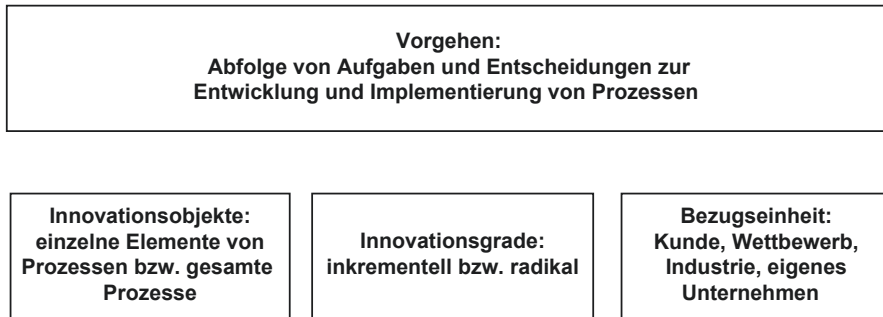 Vorgehen:
Abfolge von Aufgaben und Entscheidungen zur
Entwicklung und Implementierung von Prozessen
Innovationsobjekte:
einzelne Elemente von
Prozessen bzw. gesamte
Prozesse
Innovationsgrade:
inkrementell bzw. radikal
Bezugseinheit:
Kunde, Wettbewerb,
Industrie, eigenes
Unternehmen